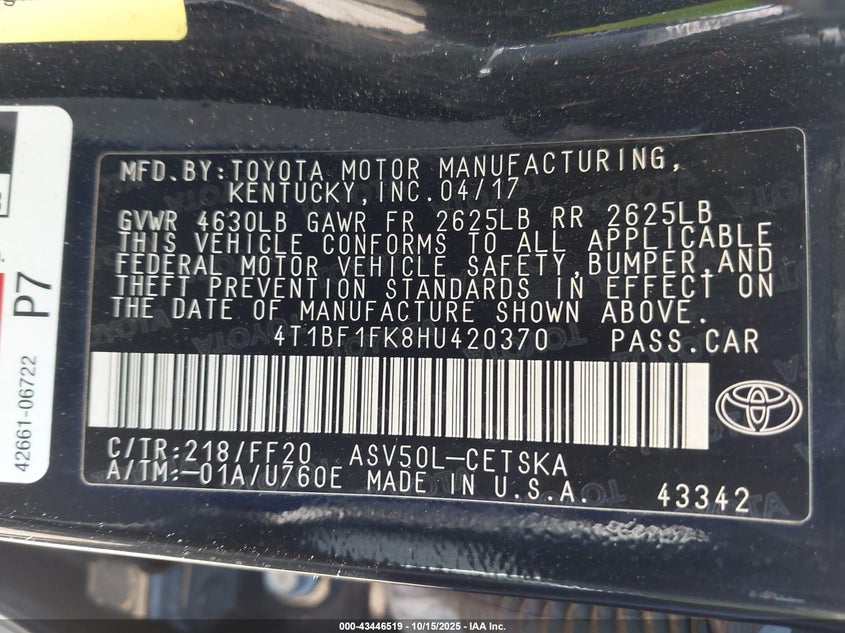 MFD.BY:TOYOTA MOTOR MANUFACTURING,
KENTUCKY,INC.04/17
GVWR 4630LB GAWR FR 2625LB RR 2625LB
THIS VEHICLE CONFORMS TO ALL APPLICABLE
FEDERAL MOTOR VEHICLE SAFETY,BUMPER,AND
THEFT PREVENTION STANDARDS IN EFFECT ON
THE DATE OF MANUFACTURE SHOWN ABOVE.
4T1BF1FK8HU420370 PASS.CAR
C/TR:218/FF20 ASV50L-CETSKA
A/TM:-01A/U760E MADE IN U.S.A. 43342
P7
42661-06722
000-43446519 | 10/15/2025 | IAA Inc.